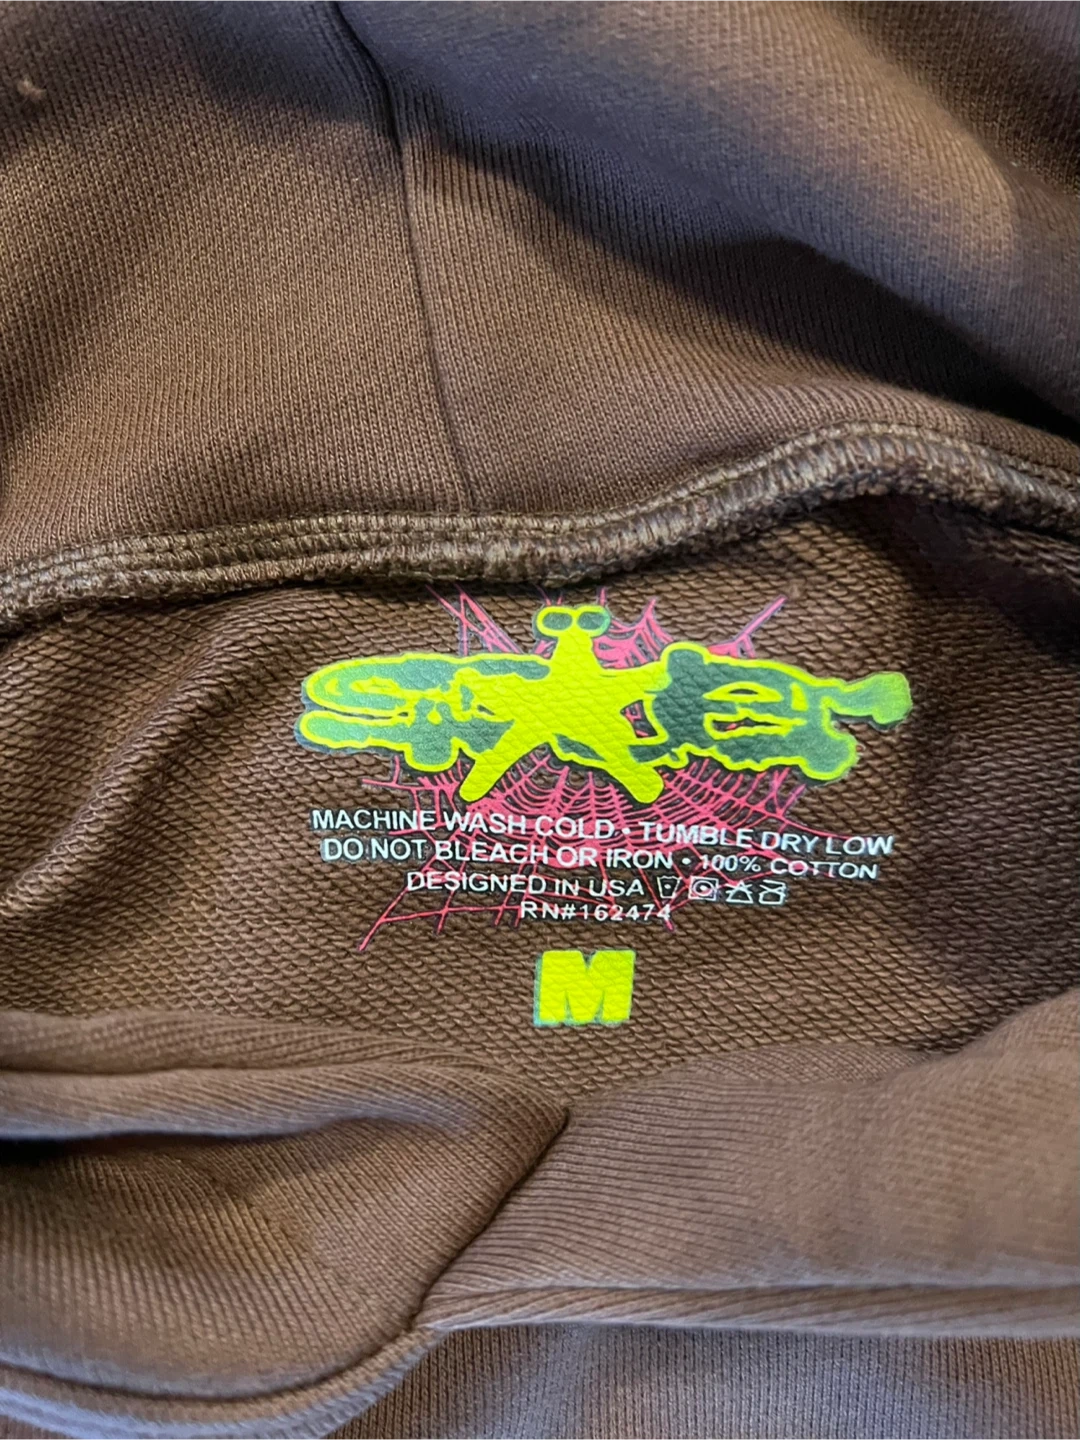 MACHINE WASH COLD • TUMBLE DRY LOW
DO NOT BLEACH OR IRON • 100% COTTON
DESIGNED IN USA
RN#162474
M